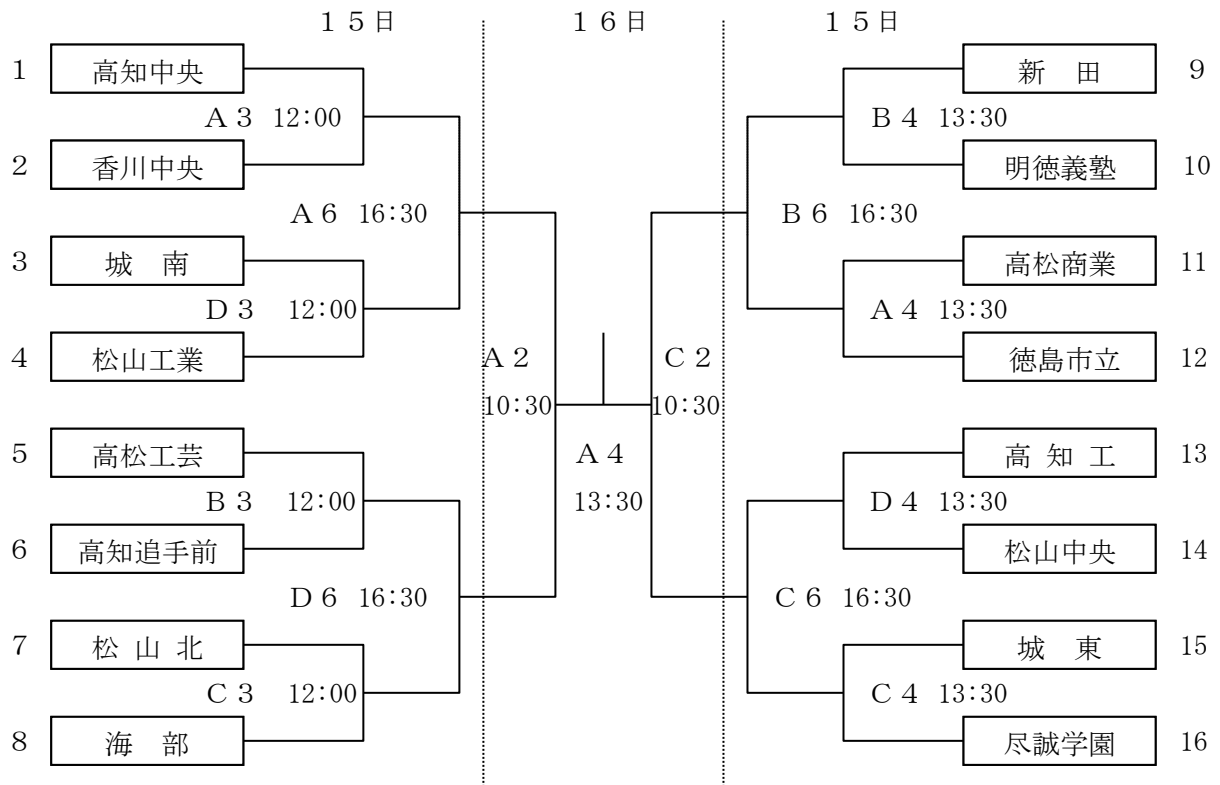 １５日　１６日　１５日
1 高知中央　新　田 9
Ａ３ 12:00　Ｂ４ 13:30
2 香川中央　明徳義塾 10
Ａ６ 16:30　Ｂ６ 16:30
3 城　南　高松商業 11
Ｄ３ 12:00　Ａ４ 13:30
4 松山工業　Ａ２　Ｃ２　徳島市立 12
10:30　10:30
5 高松工芸　Ａ４　高 知 工 13
Ｂ３ 12:00　13:30　Ｄ４ 13:30
6 高知追手前　松山中央 14
Ｄ６ 16:30　Ｃ６ 16:30
7 松 山 北　城　東 15
Ｃ３ 12:00　Ｃ４ 13:30
8 海　部　尽誠学園 16